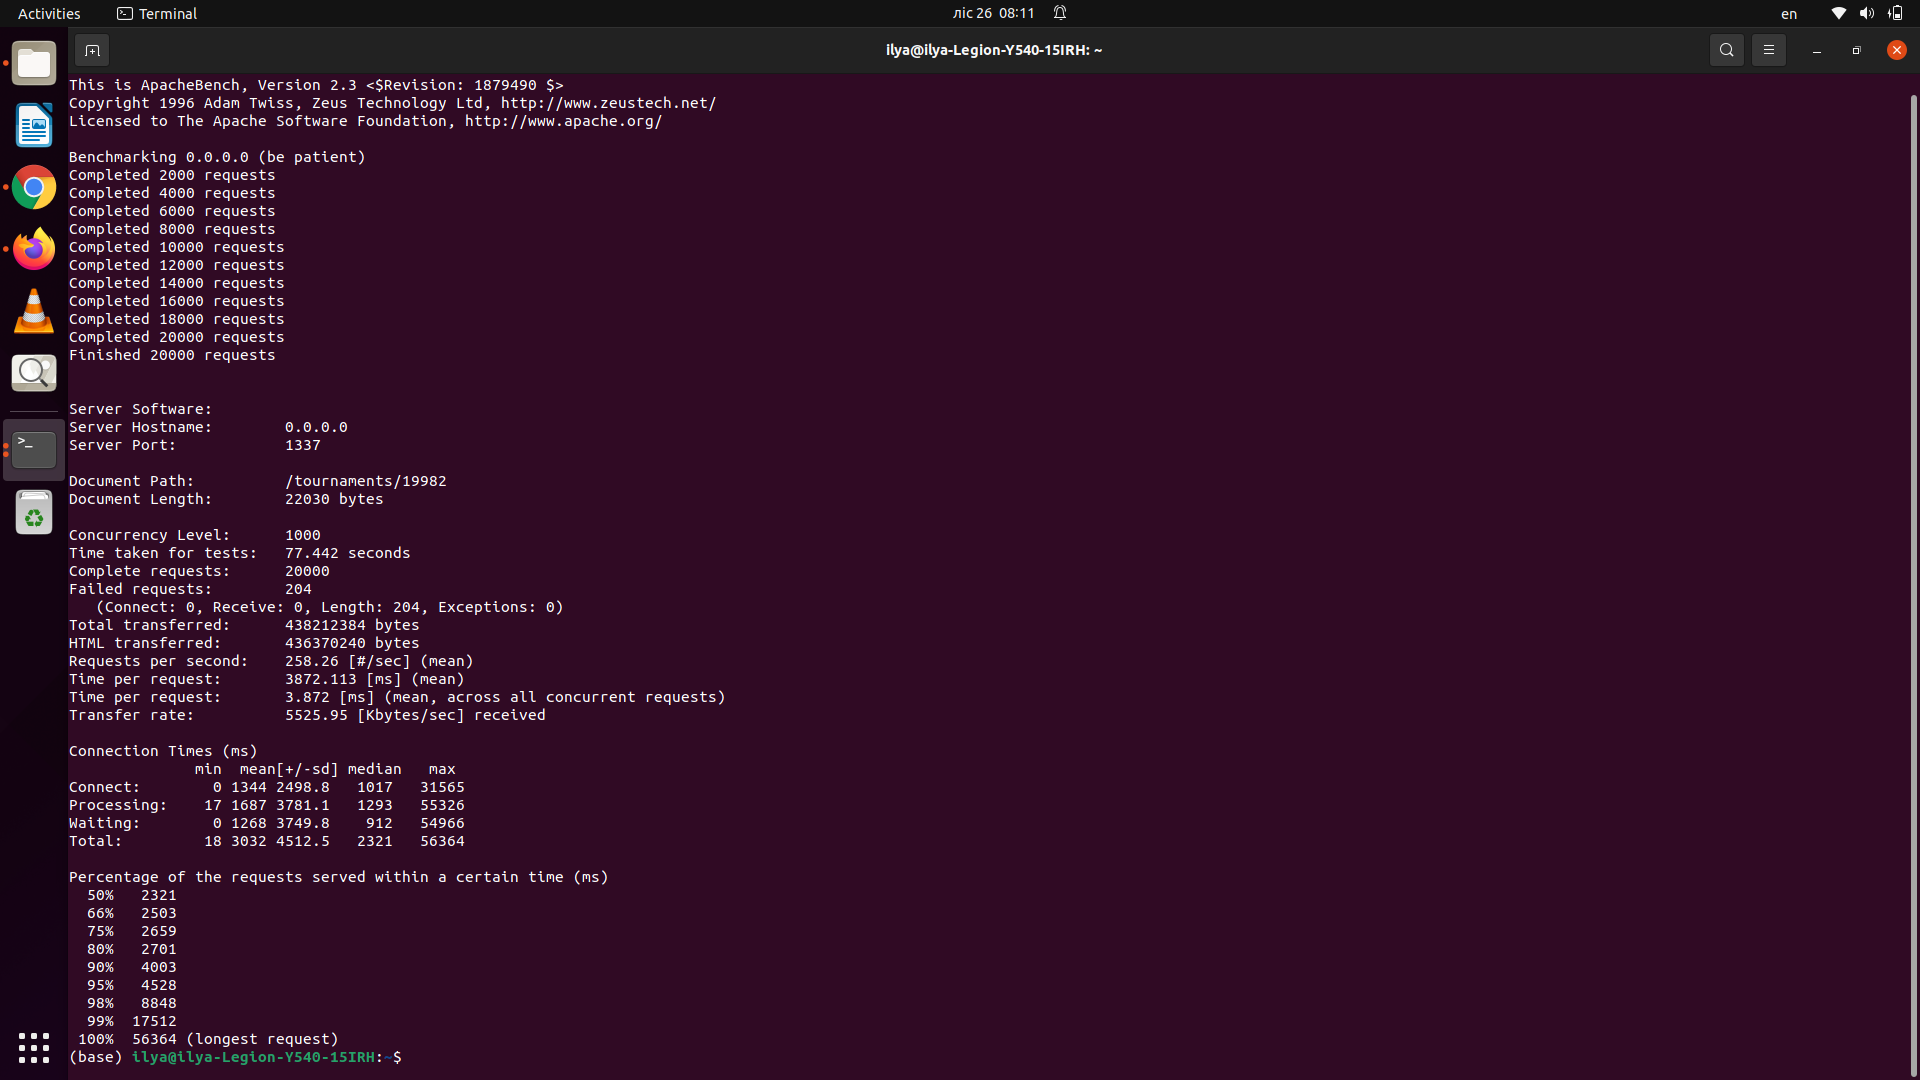 Activities
Terminal
ліс 26 08:11
en
ilya@ilya-Legion-Y540-15IRH: ~
This is ApacheBench, Version 2.3 <$Revision: 1879490 $>
Copyright 1996 Adam Twiss, Zeus Technology Ltd, http://www.zeustech.net/
Licensed to The Apache Software Foundation, http://www.apache.org/
Benchmarking 0.0.0.0 (be patient)
Completed 2000 requests
Completed 4000 requests
Completed 6000 requests
Completed 8000 requests
Completed 10000 requests
Completed 12000 requests
Completed 14000 requests
Completed 16000 requests
Completed 18000 requests
Completed 20000 requests
Finished 20000 requests
Server Software:
Server Hostname:        0.0.0.0
Server Port:            1337
Document Path:          /tournaments/19982
Document Length:        22030 bytes
Concurrency Level:      1000
Time taken for tests:   77.442 seconds
Complete requests:      20000
Failed requests:        204
   (Connect: 0, Receive: 0, Length: 204, Exceptions: 0)
Total transferred:      438212384 bytes
HTML transferred:       436370240 bytes
Requests per second:    258.26 [#/sec] (mean)
Time per request:       3872.113 [ms] (mean)
Time per request:       3.872 [ms] (mean, across all concurrent requests)
Transfer rate:          5525.95 [Kbytes/sec] received
Connection Times (ms)
              min  mean[+/-sd] median   max
Connect:        0 1344 2498.8   1017   31565
Processing:    17 1687 3781.1   1293   55326
Waiting:        0 1268 3749.8    912   54966
Total:         18 3032 4512.5   2321   56364
Percentage of the requests served within a certain time (ms)
  50%   2321
  66%   2503
  75%   2659
  80%   2701
  90%   4003
  95%   4528
  98%   8848
  99%  17512
 100%  56364 (longest request)
(base) ilya@ilya-Legion-Y540-15IRH:~$